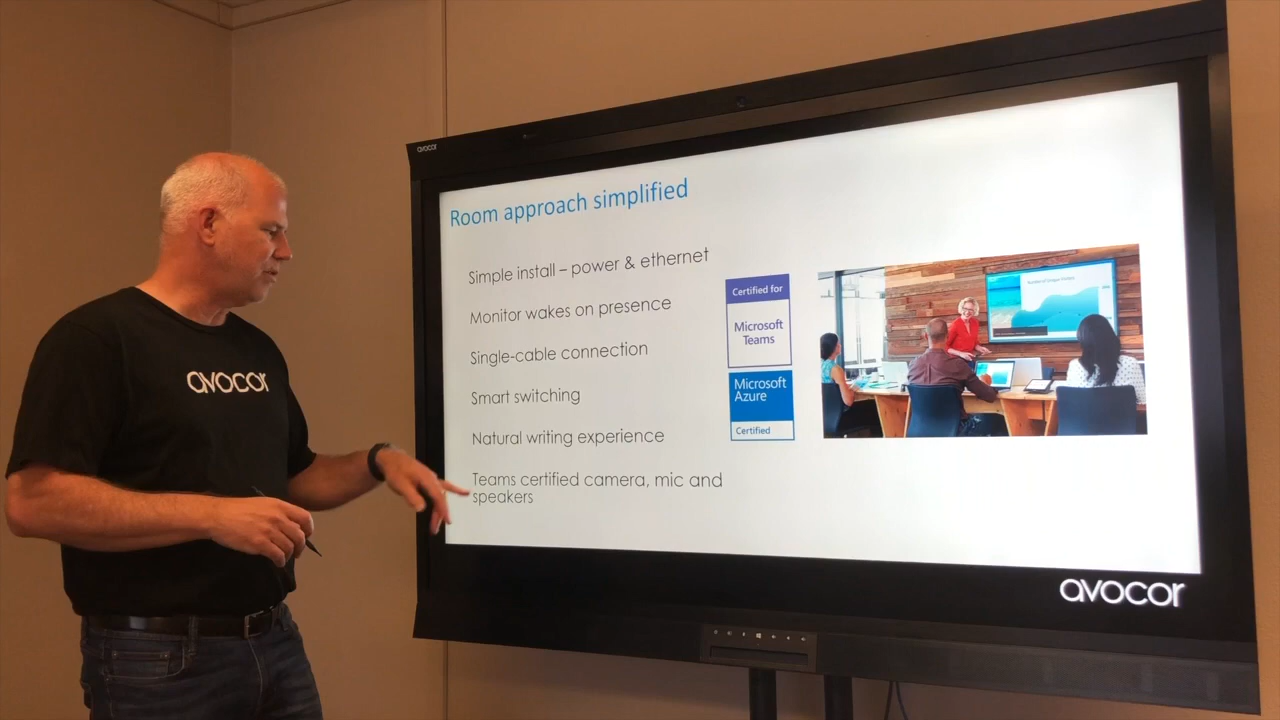 avocor
Room approach simplified
Simple install – power & ethernet
Monitor wakes on presence
Single-cable connection
Smart switching
Natural writing experience
Teams certified camera, mic and
speakers
Certified for
Microsoft
Teams
Microsoft
Azure
Certified
avocor
avocor